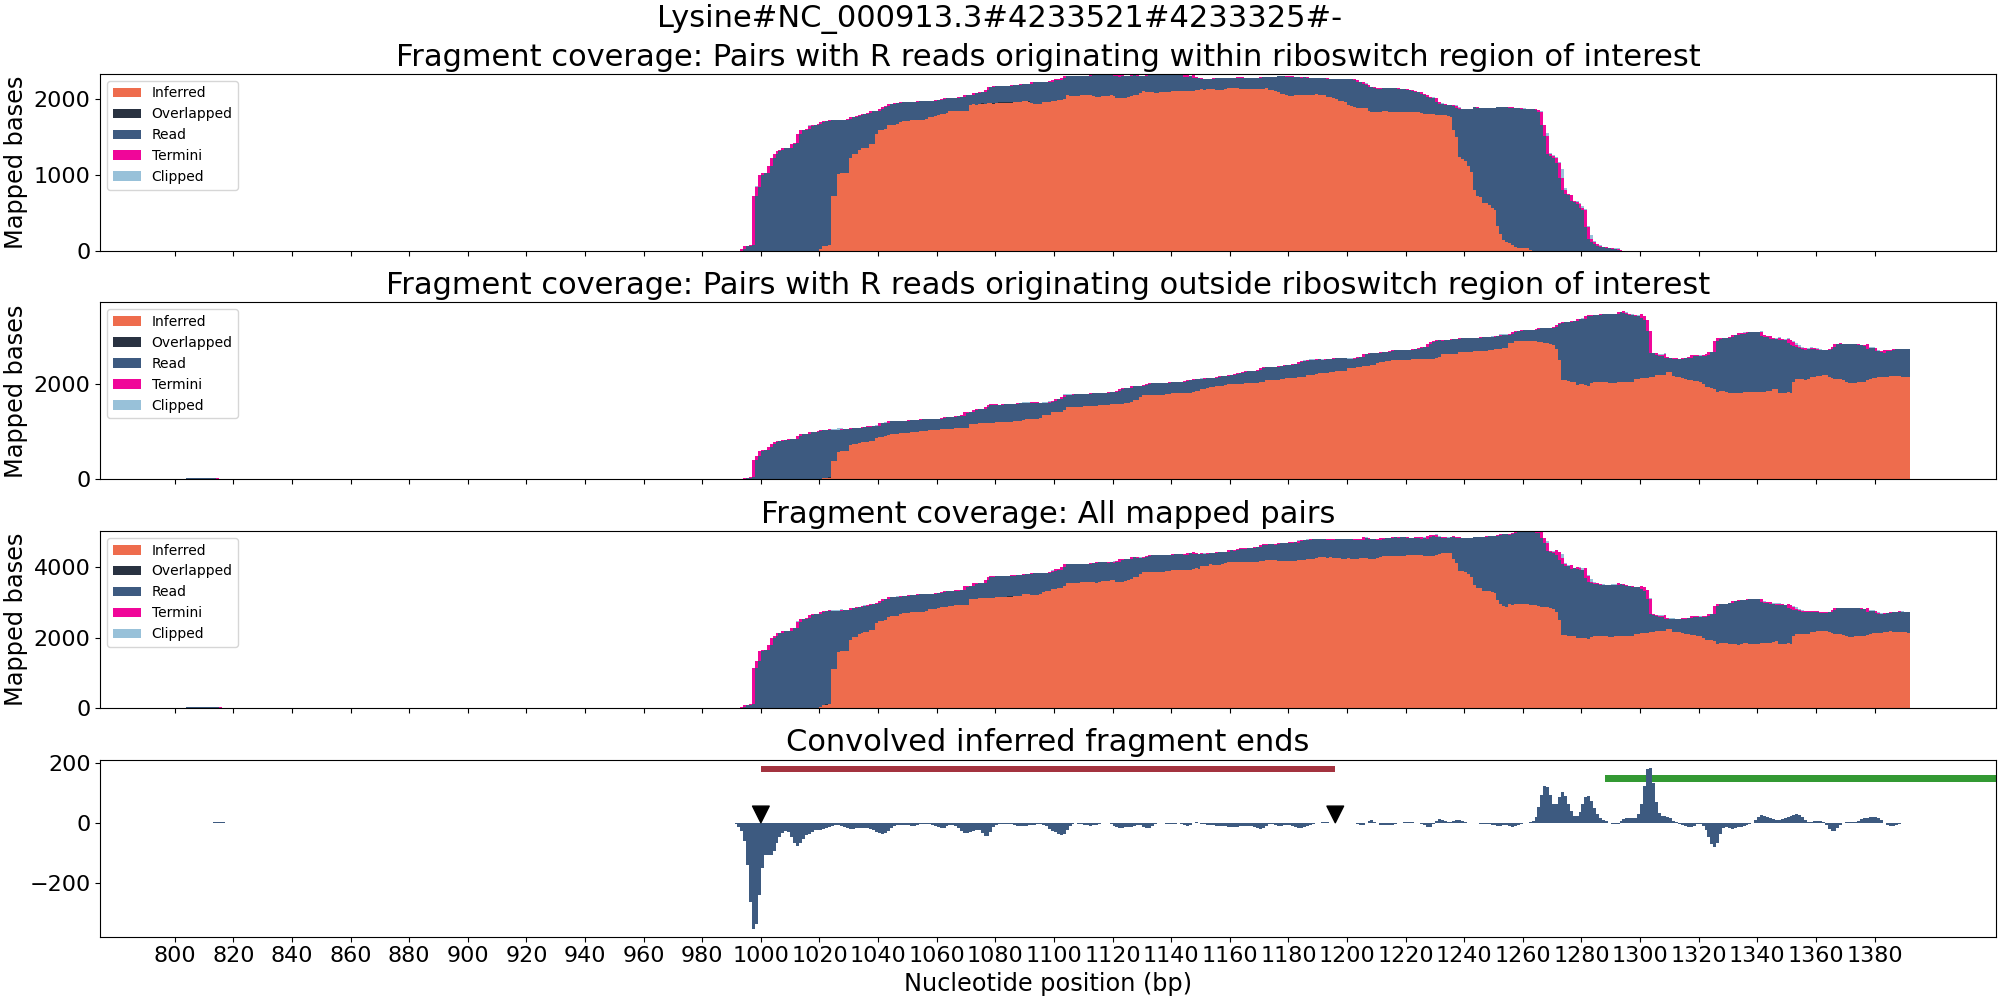 Lysine#NC_000913.3#4233521#4233325#-
Fragment coverage: Pairs with R reads originating within riboswitch region of interest
Mapped bases
2000
1000
0
Inferred
Overlapped
Read
Termini
Clipped
Fragment coverage: Pairs with R reads originating outside riboswitch region of interest
Mapped bases
2000
0
Inferred
Overlapped
Read
Termini
Clipped
Fragment coverage: All mapped pairs
Mapped bases
4000
2000
0
Inferred
Overlapped
Read
Termini
Clipped
Convolved inferred fragment ends
200
0
−200
800 820 840 860 880 900 920 940 960 980 1000 1020 1040 1060 1080 1100 1120 1140 1160 1180 1200 1220 1240 1260 1280 1300 1320 1340 1360 1380
Nucleotide position (bp)